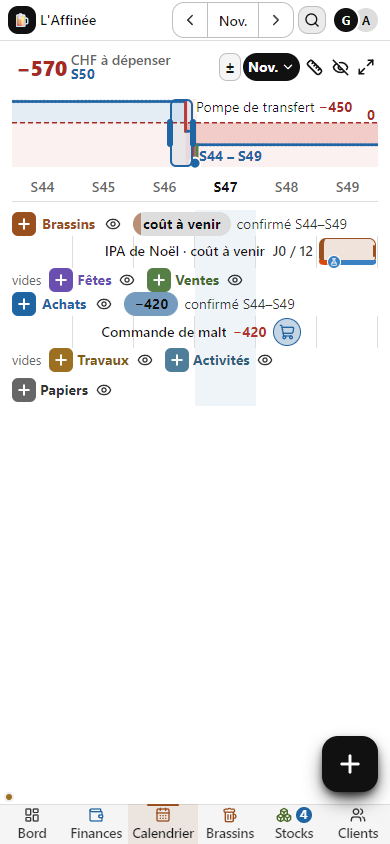 L'Affinée
Nov.
G A
−570 CHF à dépenser
S50
± Nov.
Pompe de transfert −450
0
S44 – S49
S44 S45 S46 S47 S48 S49
Brassins coût à venir confirmé S44–S49
IPA de Noël · coût à venir J0 / 12
vides Fêtes Ventes
Achats −420 confirmé S44–S49
Commande de malt −420
vides Travaux Activités
Papiers
Bord Finances Calendrier Brassins Stocks 4 Clients